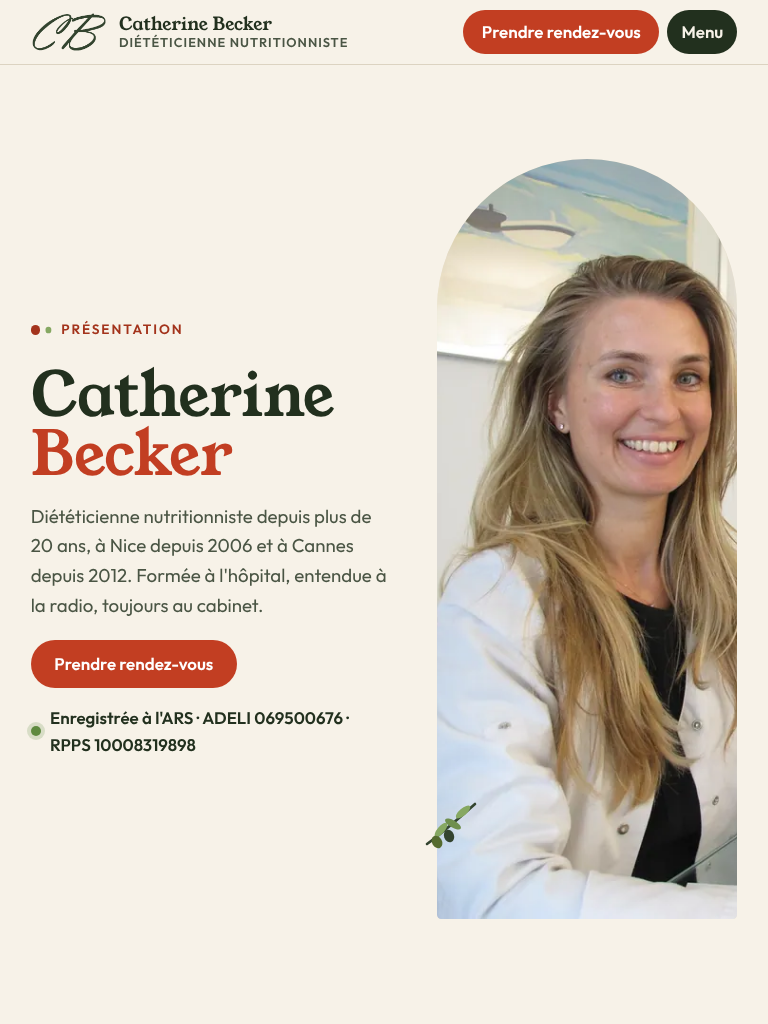 CB
Catherine Becker
DIÉTÉTICIENNE NUTRITIONNISTE
Prendre rendez-vous
Menu
PRÉSENTATION
Catherine
Becker
Diététicienne nutritionniste depuis plus de
20 ans, à Nice depuis 2006 et à Cannes
depuis 2012. Formée à l'hôpital, entendue à
la radio, toujours au cabinet.
Prendre rendez-vous
Enregistrée à l'ARS · ADELI 069500676 ·
RPPS 10008319898